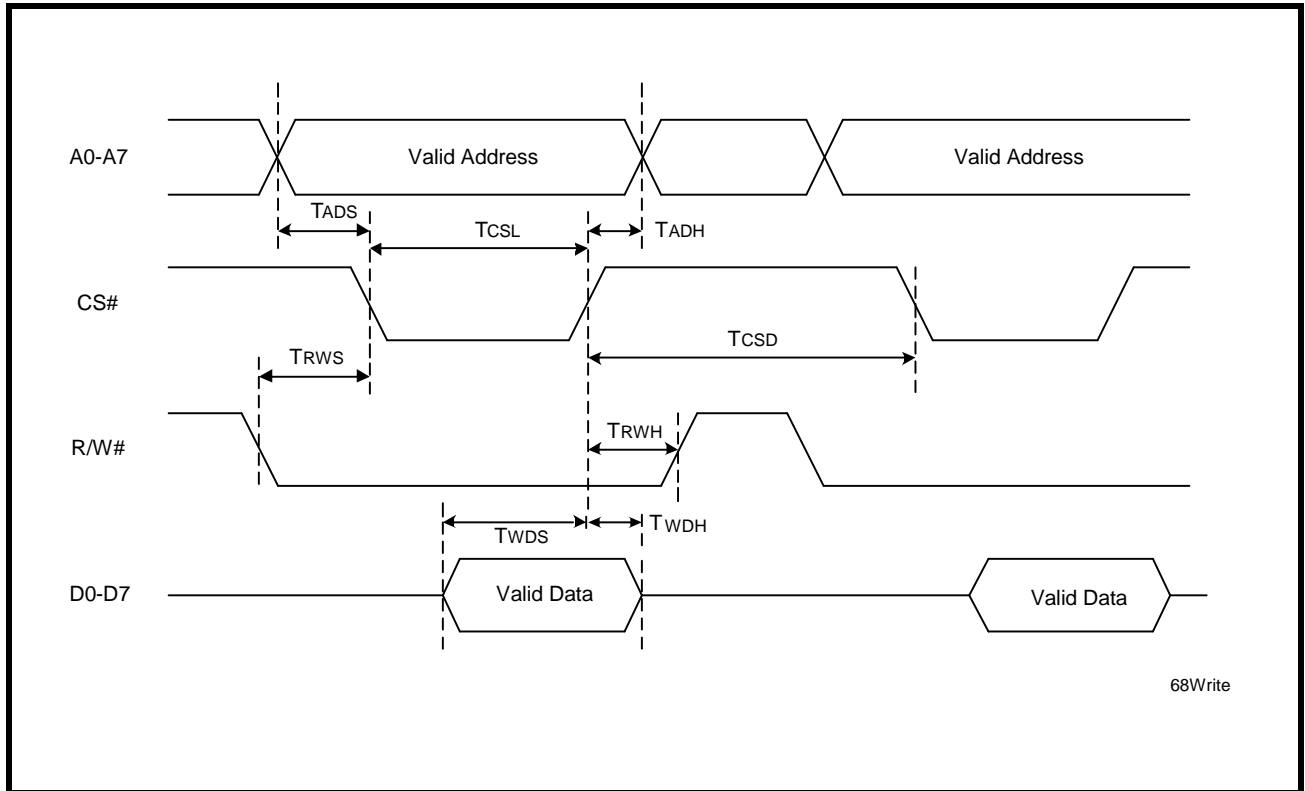 A0-A7
Valid Address
Valid Address
TADS
TCSL
TADH
CS#
TCSD
TRWS
R/W#
TRWH
TWDS
TWDH
D0-D7
Valid Data
Valid Data
68Write